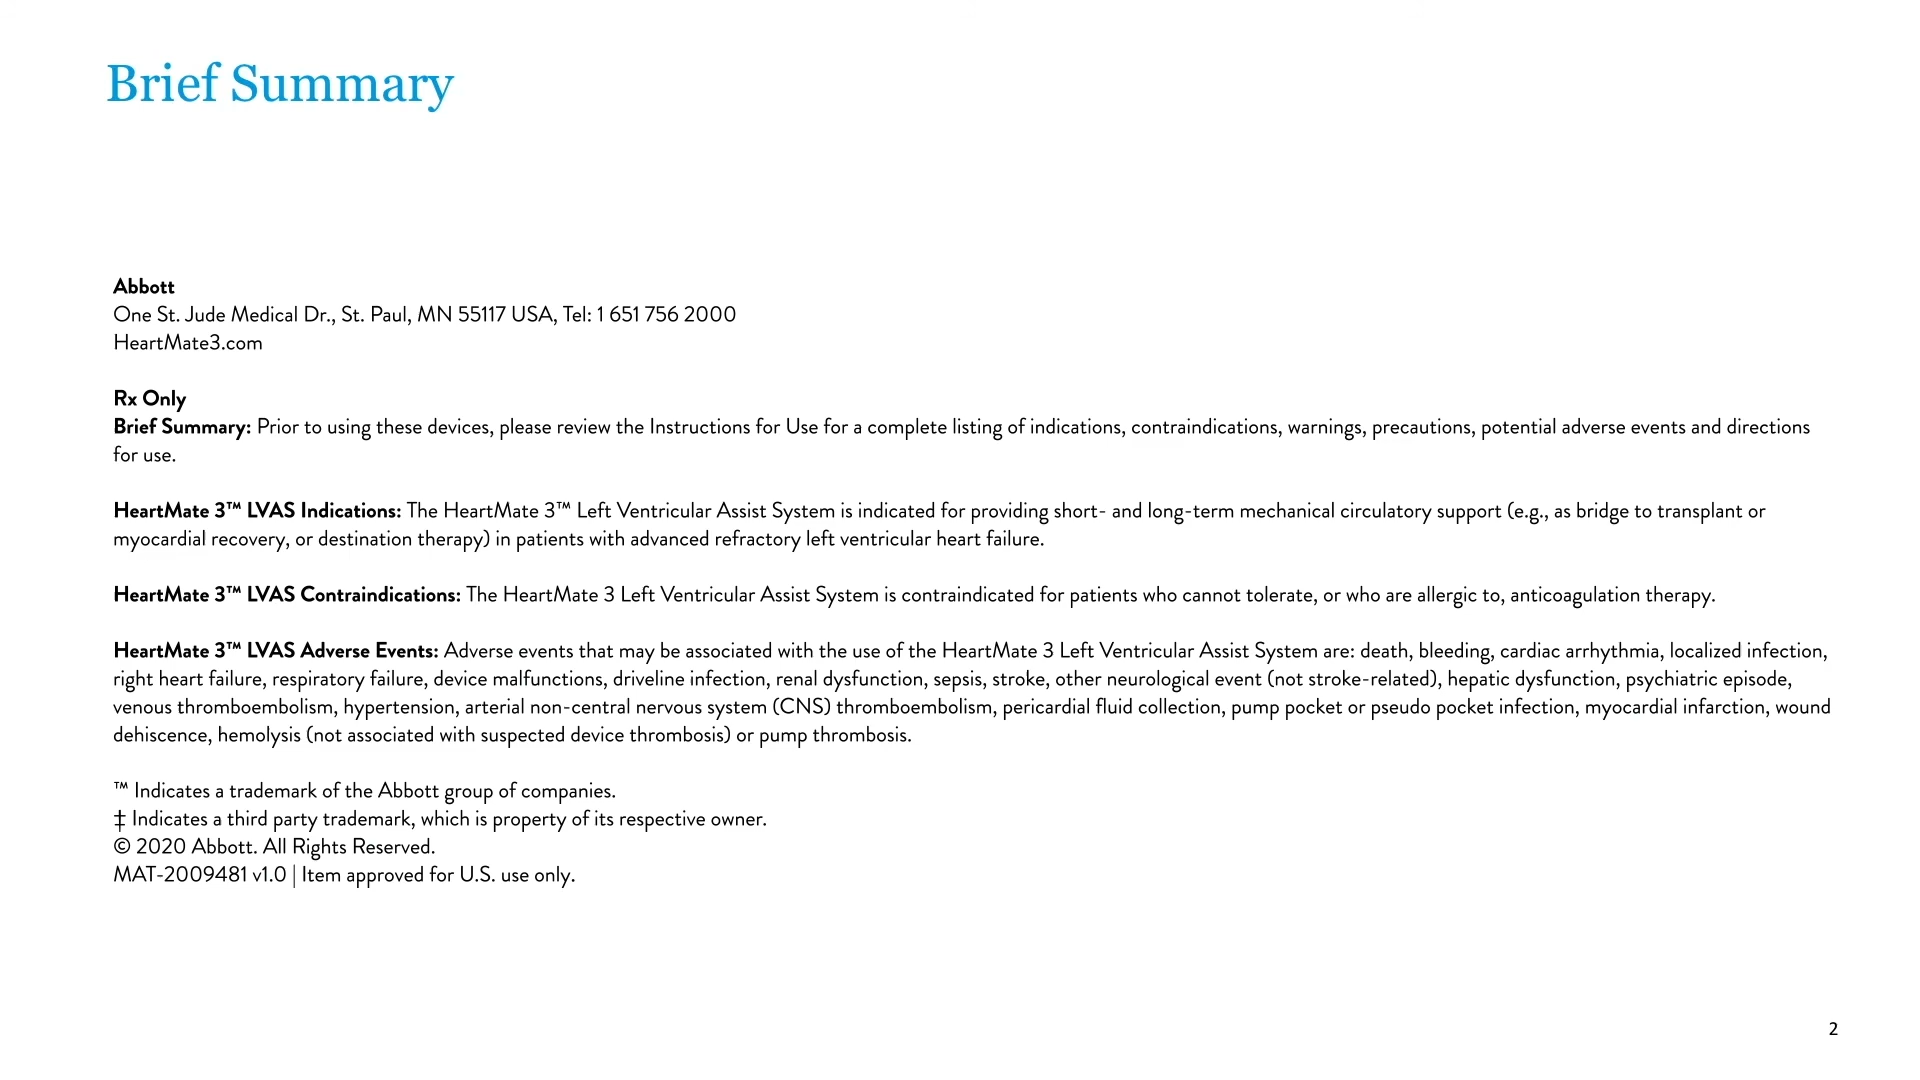 Brief Summary
Abbott
One St. Jude Medical Dr., St. Paul, MN 55117 USA, Tel: 1 651 756 2000
HeartMate3.com
Rx Only
Brief Summary: Prior to using these devices, please review the Instructions for Use for a complete listing of indications, contraindications, warnings, precautions, potential adverse events and directions
for use.
HeartMate 3™ LVAS Indications: The HeartMate 3™ Left Ventricular Assist System is indicated for providing short- and long-term mechanical circulatory support (e.g., as bridge to transplant or
myocardial recovery, or destination therapy) in patients with advanced refractory left ventricular heart failure.
HeartMate 3™ LVAS Contraindications: The HeartMate 3 Left Ventricular Assist System is contraindicated for patients who cannot tolerate, or who are allergic to, anticoagulation therapy.
HeartMate 3™ LVAS Adverse Events: Adverse events that may be associated with the use of the HeartMate 3 Left Ventricular Assist System are: death, bleeding, cardiac arrhythmia, localized infection,
right heart failure, respiratory failure, device malfunctions, driveline infection, renal dysfunction, sepsis, stroke, other neurological event (not stroke-related), hepatic dysfunction, psychiatric episode,
venous thromboembolism, hypertension, arterial non-central nervous system (CNS) thromboembolism, pericardial fluid collection, pump pocket or pseudo pocket infection, myocardial infarction, wound
dehiscence, hemolysis (not associated with suspected device thrombosis) or pump thrombosis.
™ Indicates a trademark of the Abbott group of companies.
‡ Indicates a third party trademark, which is property of its respective owner.
© 2020 Abbott. All Rights Reserved.
MAT-2009481 v1.0 | Item approved for U.S. use only.
2